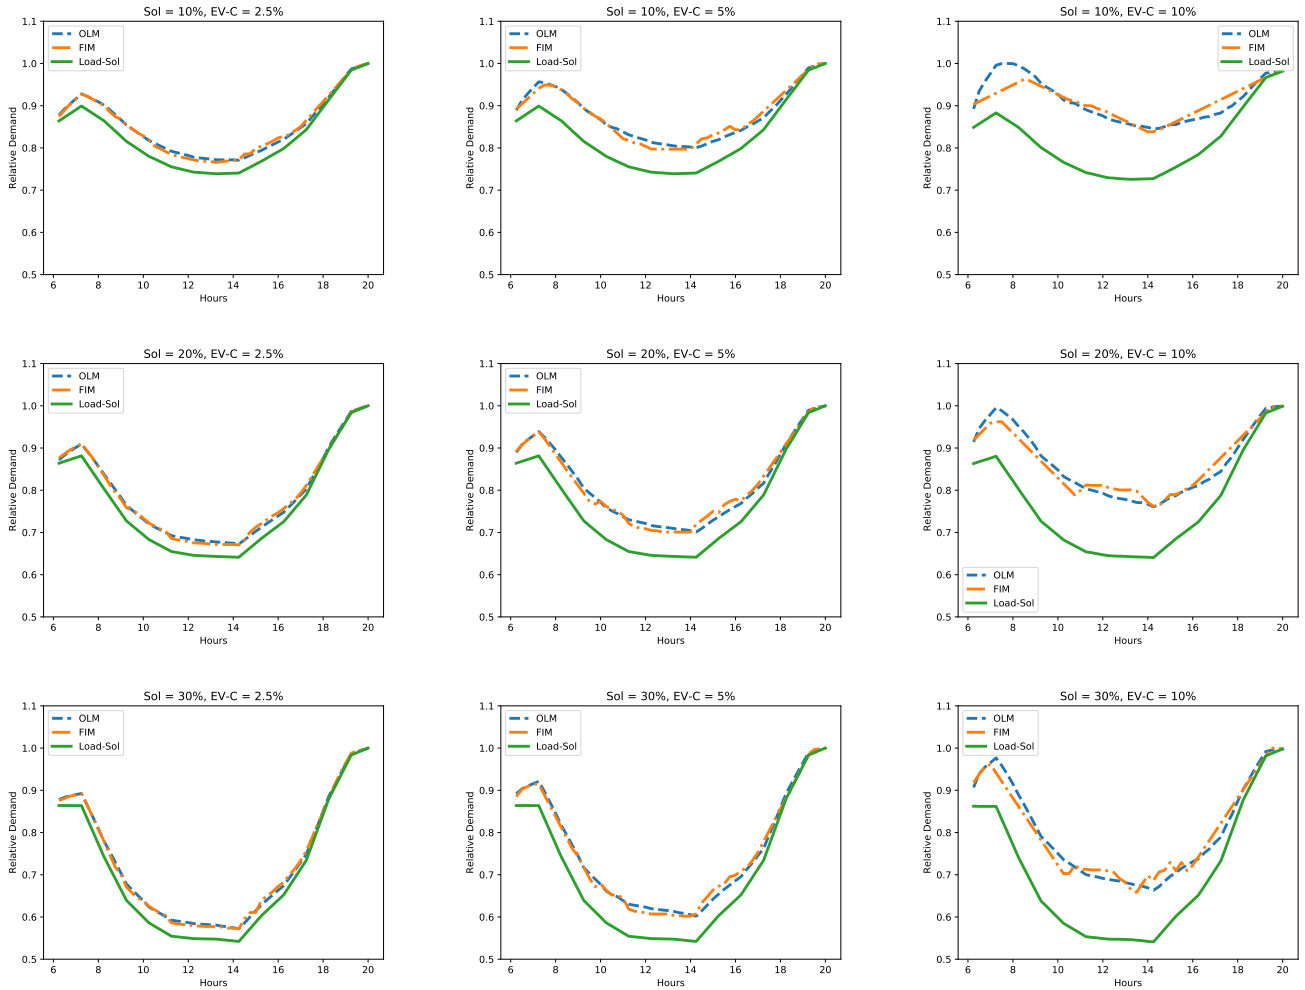 Sol = 10%, EV-C = 2.5%
Relative Demand
1.1
1.0
0.9
0.8
0.7
0.6
0.5
OLM
FIM
Load-Sol
6 8 10 12 14 16 18 20
Hours
Sol = 10%, EV-C = 5%
Relative Demand
1.1
1.0
0.9
0.8
0.7
0.6
0.5
OLM
FIM
Load-Sol
6 8 10 12 14 16 18 20
Hours
Sol = 10%, EV-C = 10%
Relative Demand
1.1
1.0
0.9
0.8
0.7
0.6
0.5
OLM
FIM
Load-Sol
6 8 10 12 14 16 18 20
Hours
Sol = 20%, EV-C = 2.5%
Relative Demand
1.1
1.0
0.9
0.8
0.7
0.6
0.5
OLM
FIM
Load-Sol
6 8 10 12 14 16 18 20
Hours
Sol = 20%, EV-C = 5%
Relative Demand
1.1
1.0
0.9
0.8
0.7
0.6
0.5
OLM
FIM
Load-Sol
6 8 10 12 14 16 18 20
Hours
Sol = 20%, EV-C = 10%
Relative Demand
1.1
1.0
0.9
0.8
0.7
0.6
0.5
OLM
FIM
Load-Sol
6 8 10 12 14 16 18 20
Hours
Sol = 30%, EV-C = 2.5%
Relative Demand
1.1
1.0
0.9
0.8
0.7
0.6
0.5
OLM
FIM
Load-Sol
6 8 10 12 14 16 18 20
Hours
Sol = 30%, EV-C = 5%
Relative Demand
1.1
1.0
0.9
0.8
0.7
0.6
0.5
OLM
FIM
Load-Sol
6 8 10 12 14 16 18 20
Hours
Sol = 30%, EV-C = 10%
Relative Demand
1.1
1.0
0.9
0.8
0.7
0.6
0.5
OLM
FIM
Load-Sol
6 8 10 12 14 16 18 20
Hours